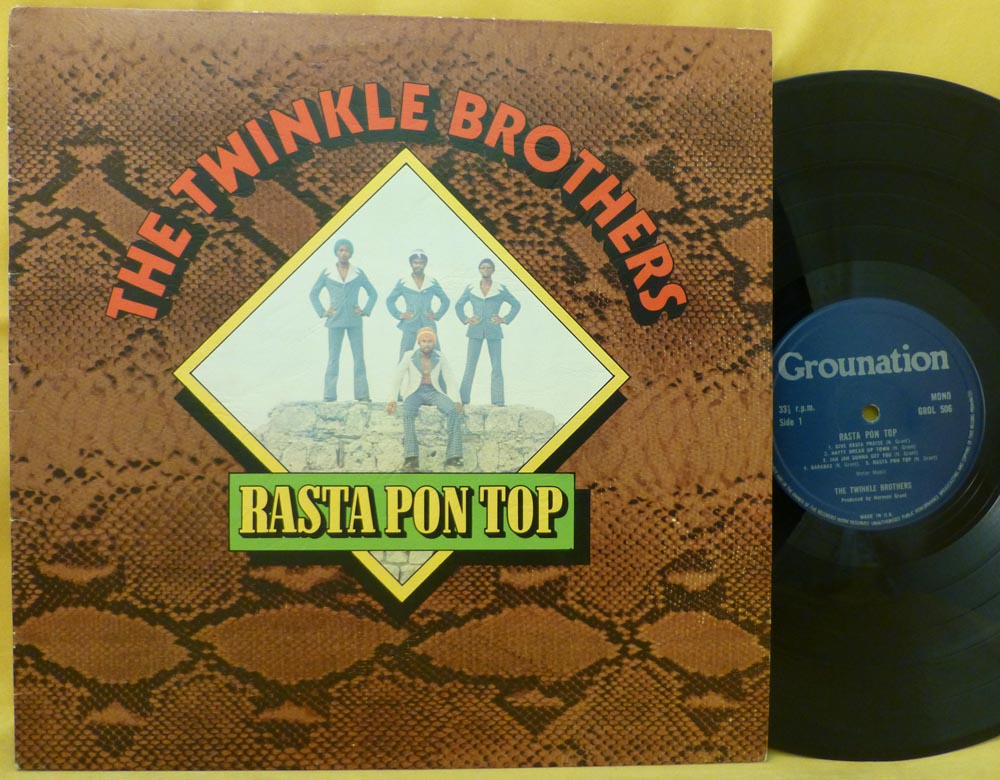 THE TWINKLE BROTHERS
RASTA PON TOP
Grounation
MONO
33⅓ r.p.m.
GROL 506
Side 1
RASTA PON TOP
1. GIVE RASTA PRAISE (N. Grant)
2. NATTY DREAD UP TOWN (N. Grant)
3. JAH JAH GONNA GET YOU (N. Grant)
4. BARABAS (N. Grant). 5. RASTA PON TOP (N. Grant)
Music
THE TWINKLE BROTHERS
Produced by Norman Grant
MADE IN U.K.